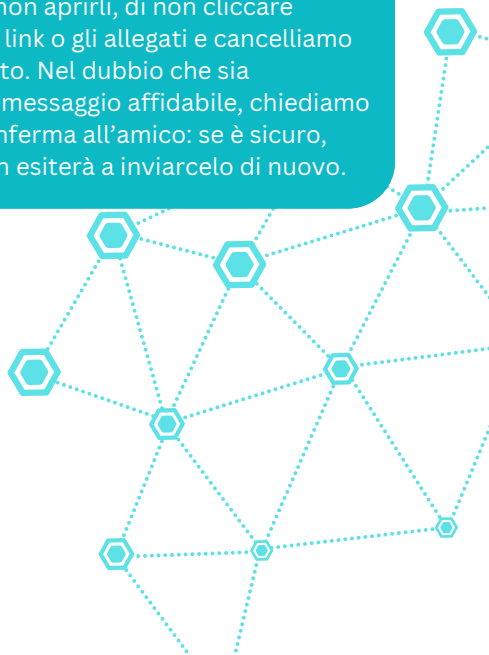 non aprirli, di non cliccare
link o gli allegati e cancelliamo
to. Nel dubbio che sia
messaggio affidabile, chiediamo
nferma all’amico: se è sicuro,
n esiterà a inviarcelo di nuovo.